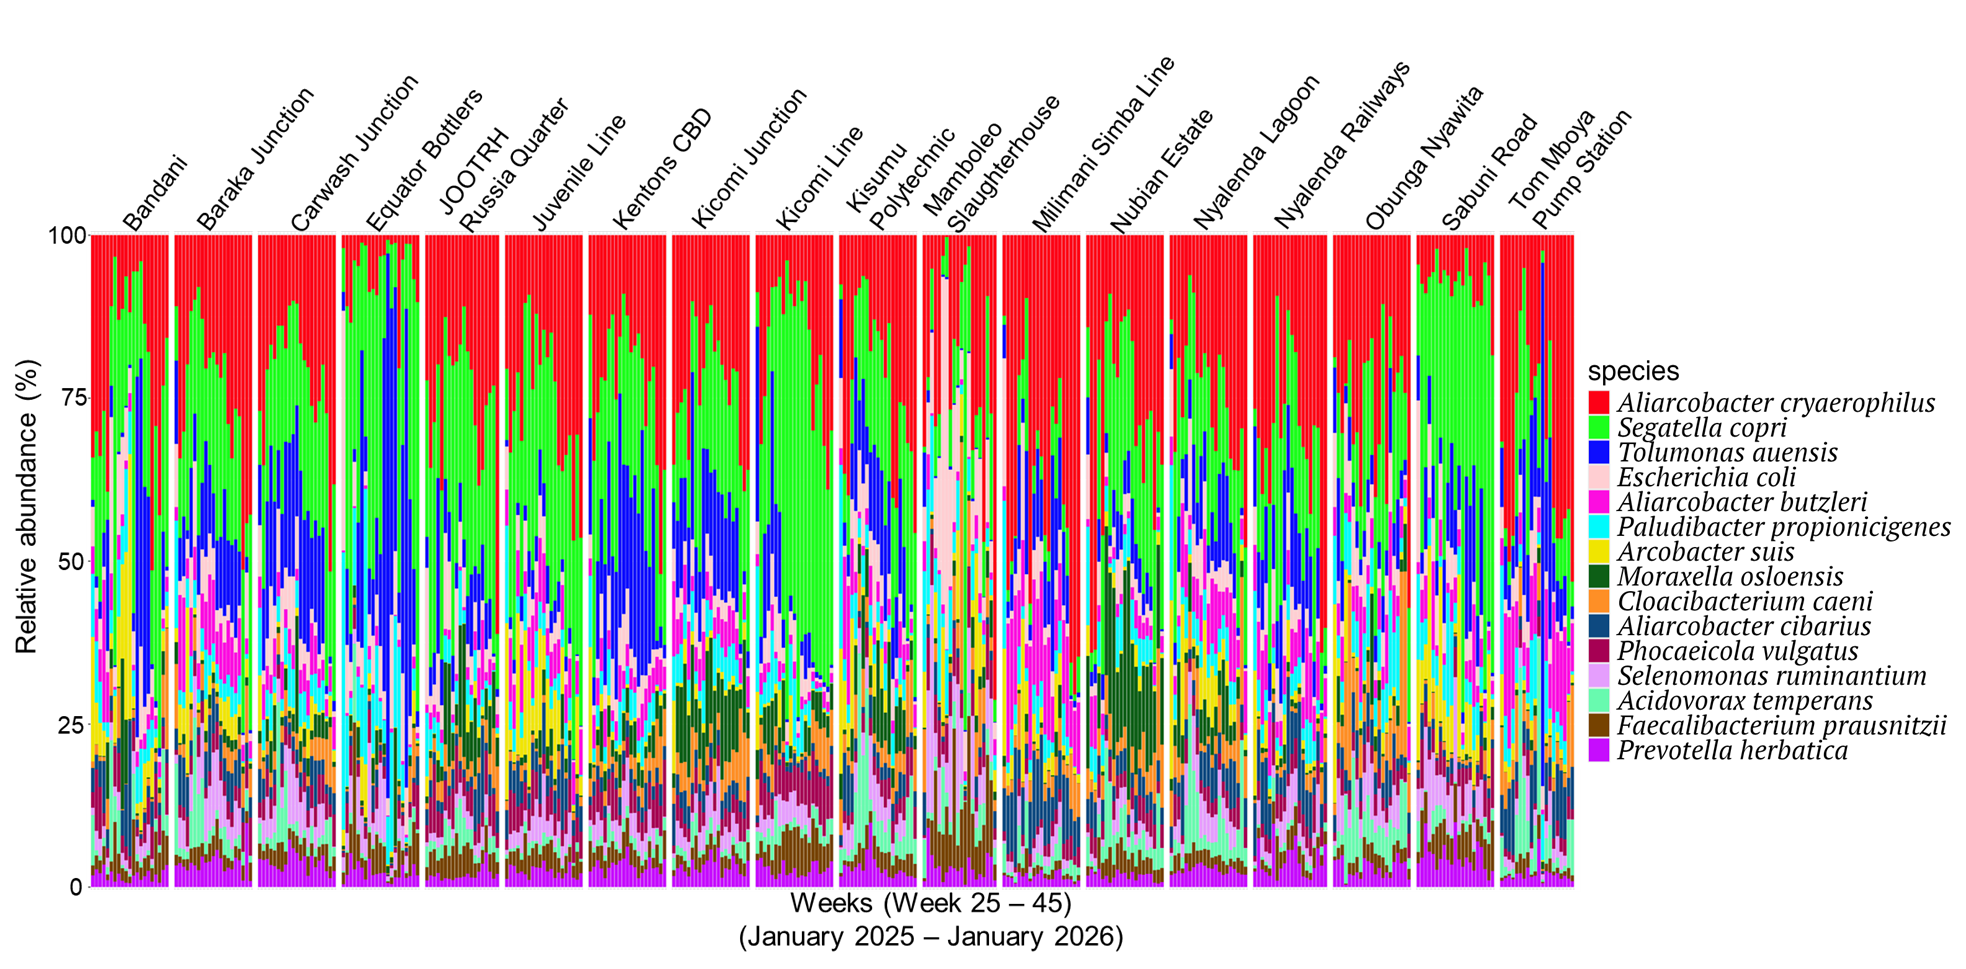 Bandani
Baraka Junction
Carwash Junction
Equator Bottlers
JOOTRH
Russia Quarter
Juvenile Line
Kentons CBD
Kicomi Junction
Kicomi Line
Kisumu
Polytechnic
Mamboleo
Slaughterhouse
Milimani Simba Line
Nubian Estate
Nyalenda Lagoon
Nyalenda Railways
Obunga Nyawita
Sabuni Road
Tom Mboya
Pump Station
Relative abundance (%)
100
75
50
25
0
Weeks (Week 25 – 45)
(January 2025 – January 2026)
species
Aliarcobacter cryaerophilus
Segatella copri
Tolumonas auensis
Escherichia coli
Aliarcobacter butzleri
Paludibacter propionicigenes
Arcobacter suis
Moraxella osloensis
Cloacibacterium caeni
Aliarcobacter cibarius
Phocaeicola vulgatus
Selenomonas ruminantium
Acidovorax temperans
Faecalibacterium prausnitzii
Prevotella herbatica